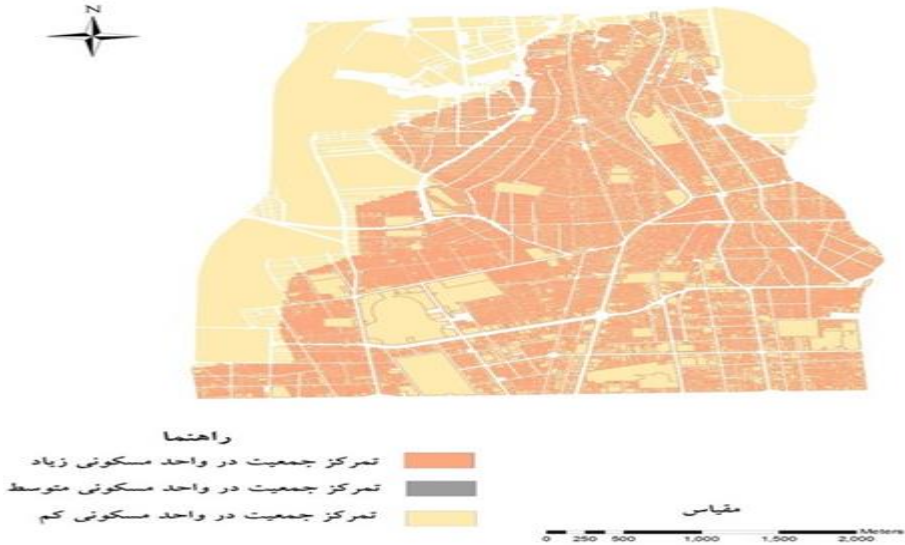 N
راهنما
تمرکز جمعیت در واحد مسکونی زیاد
تمرکز جمعیت در واحد مسکونی متوسط
تمرکز جمعیت در واحد مسکونی کم
مقیاس
Meters
0 250 500 1,000 1,500 2,000